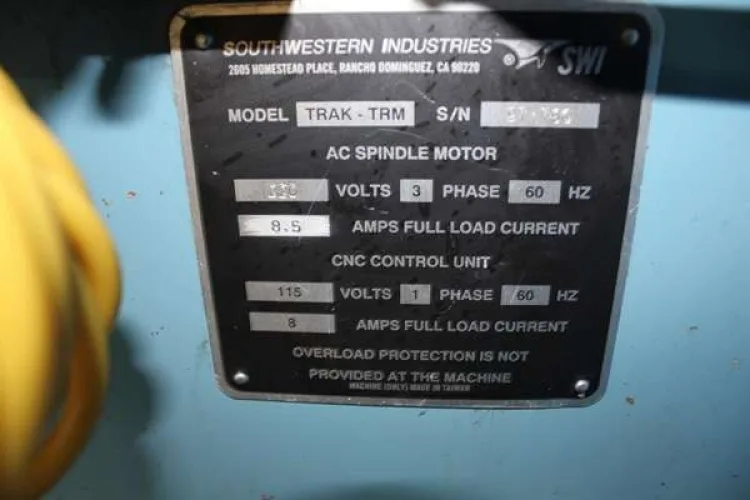 SOUTHWESTERN INDUSTRIES SWI
2605 HOMESTEAD PLACE, RANCHO DOMINGUEZ, CA 90220
MODEL TRAK - TRM S/N
AC SPINDLE MOTOR
VOLTS 3 PHASE 60 HZ
8.5 AMPS FULL LOAD CURRENT
CNC CONTROL UNIT
115 VOLTS 1 PHASE 60 HZ
8 AMPS FULL LOAD CURRENT
OVERLOAD PROTECTION IS NOT
PROVIDED AT THE MACHINE
MACHINE (ONLY) MADE IN TAIWAN